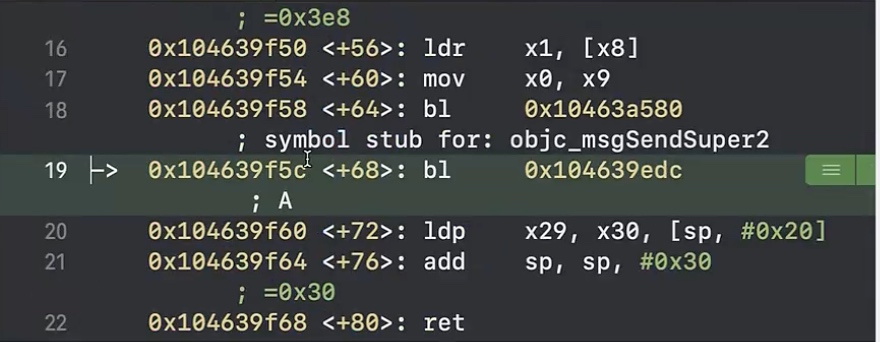 ; =0x3e8
16 0x104639f50 <+56>: ldr x1, [x8]
17 0x104639f54 <+60>: mov x0, x9
18 0x104639f58 <+64>: bl 0x10463a580
; symbol stub for: objc_msgSendSuper2
19 -> 0x104639f5c <+68>: bl 0x104639edc
; A
20 0x104639f60 <+72>: ldp x29, x30, [sp, #0x20]
21 0x104639f64 <+76>: add sp, sp, #0x30
; =0x30
22 0x104639f68 <+80>: ret